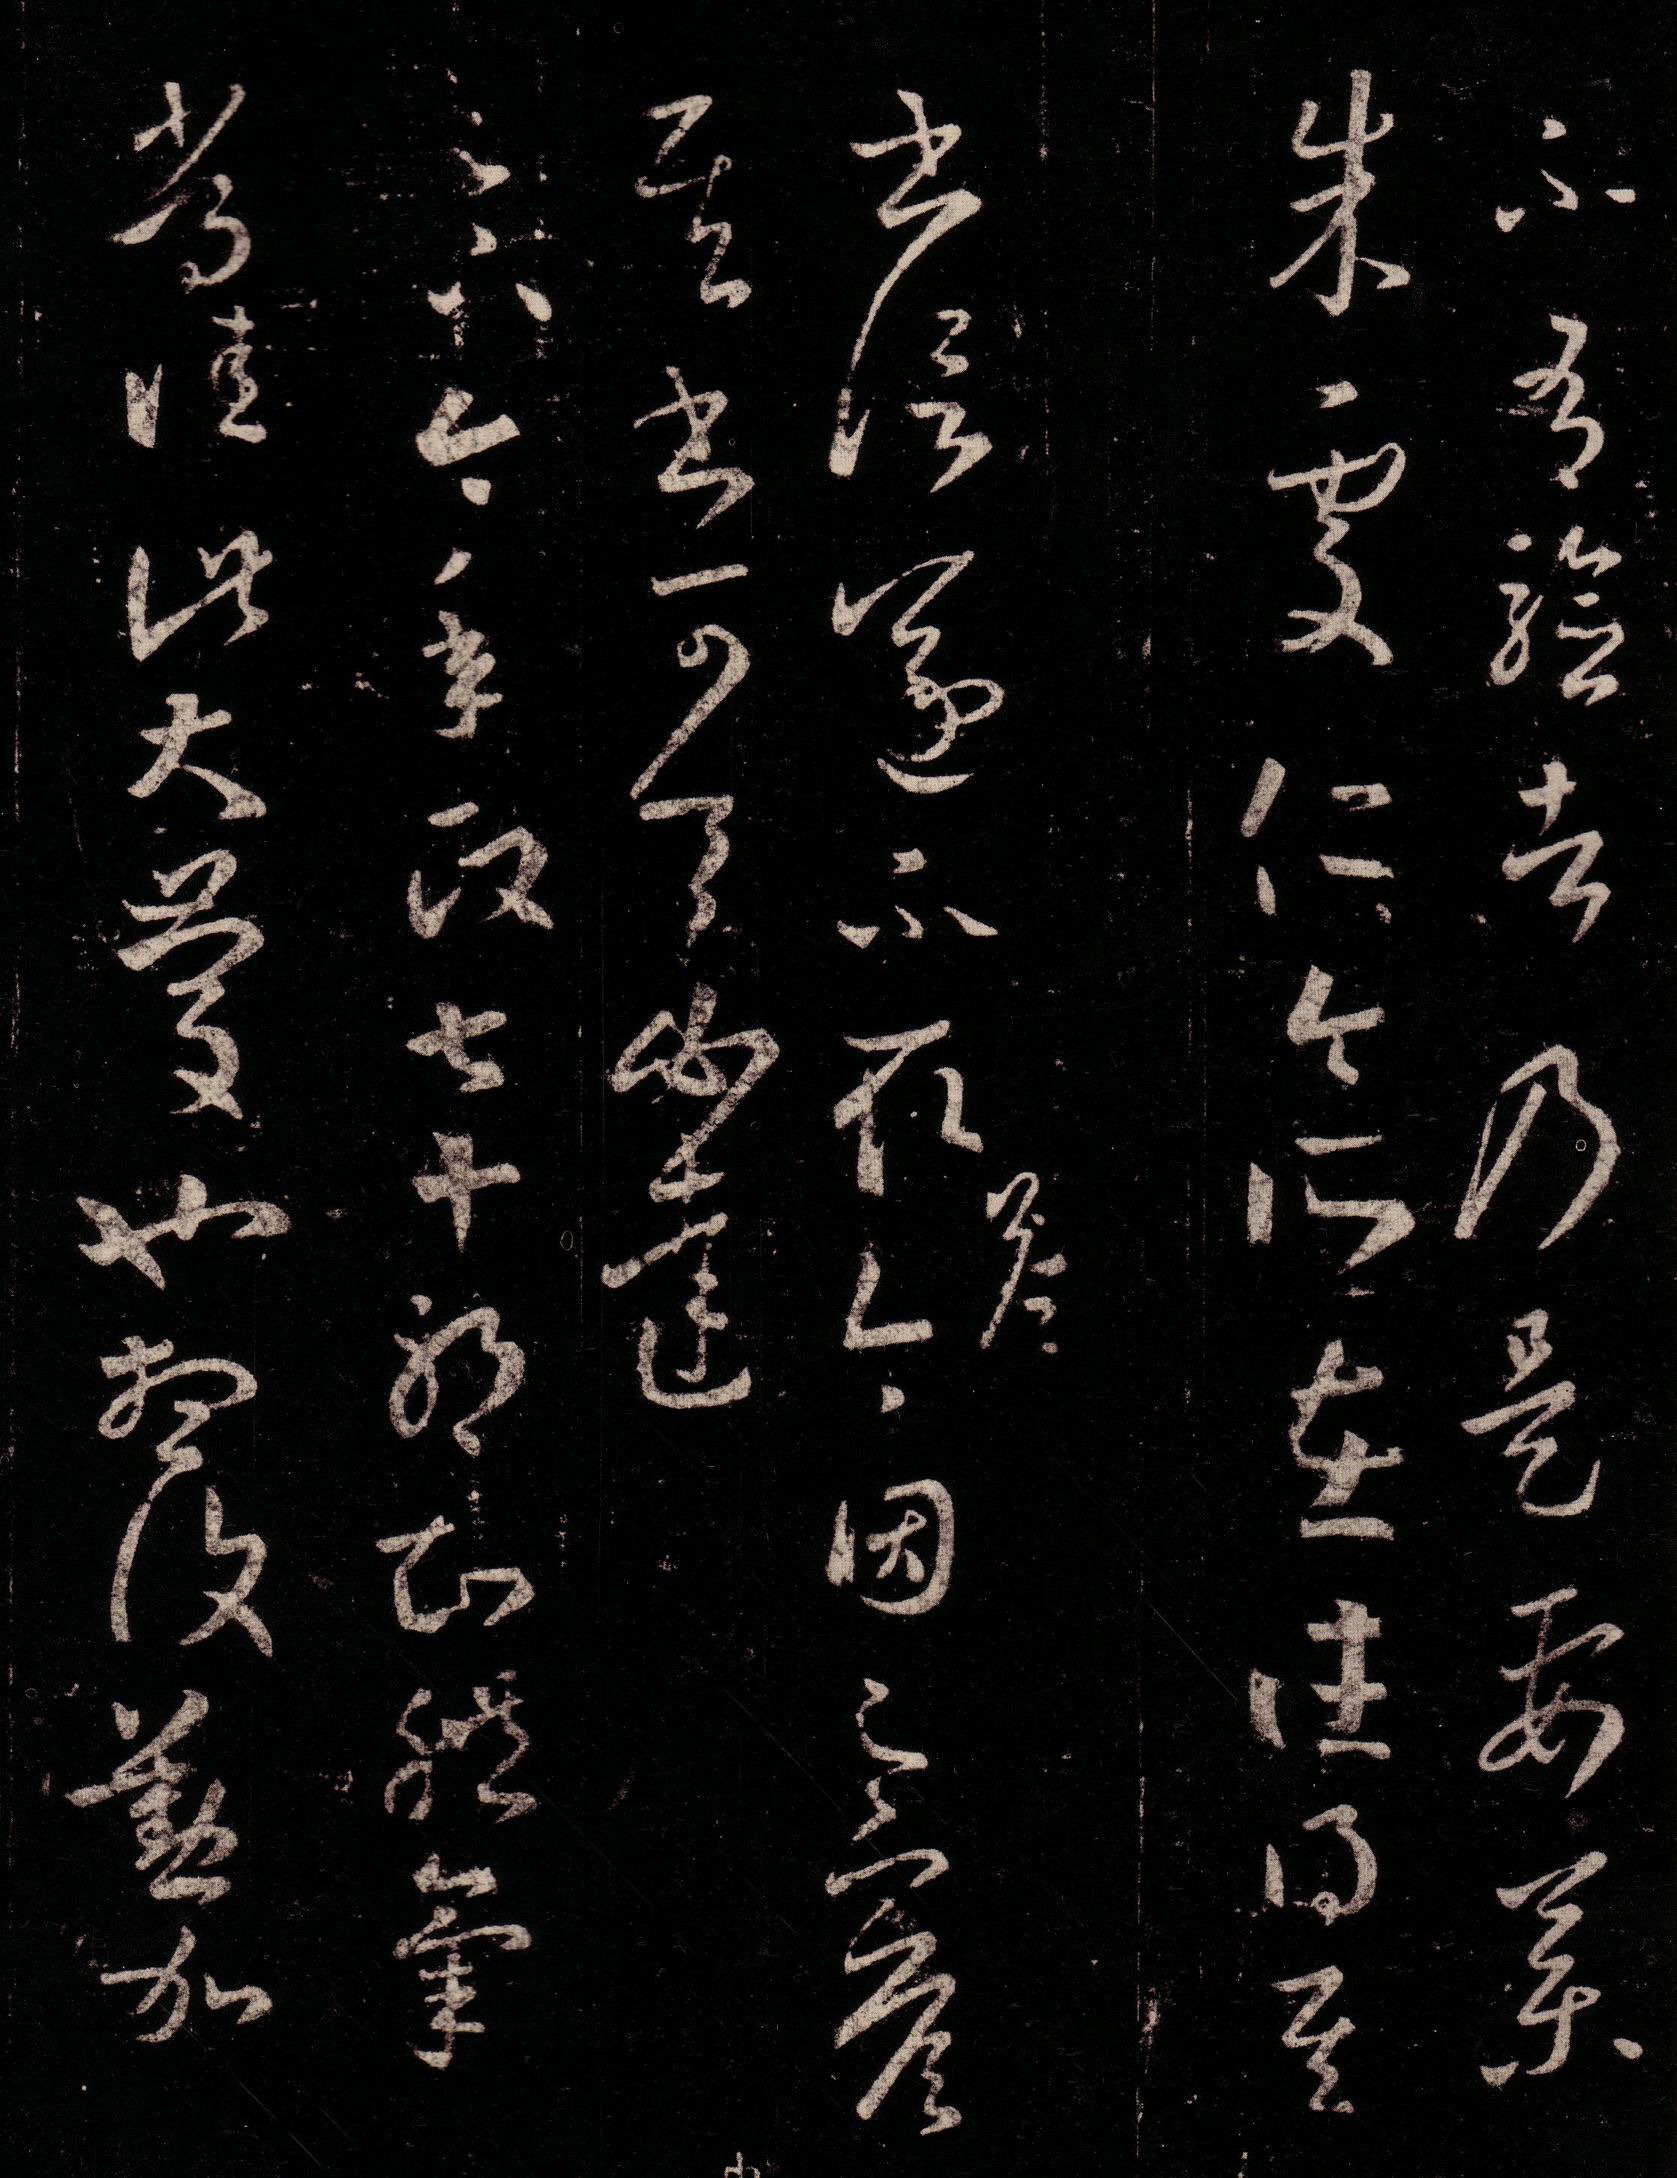 不有驗者乃是要藥
朱處仁今所在往得其
書信遂不取答今因足下答
其書可令必達
足下今年政七十耶知體氣
常佳此大慶也想復懃加